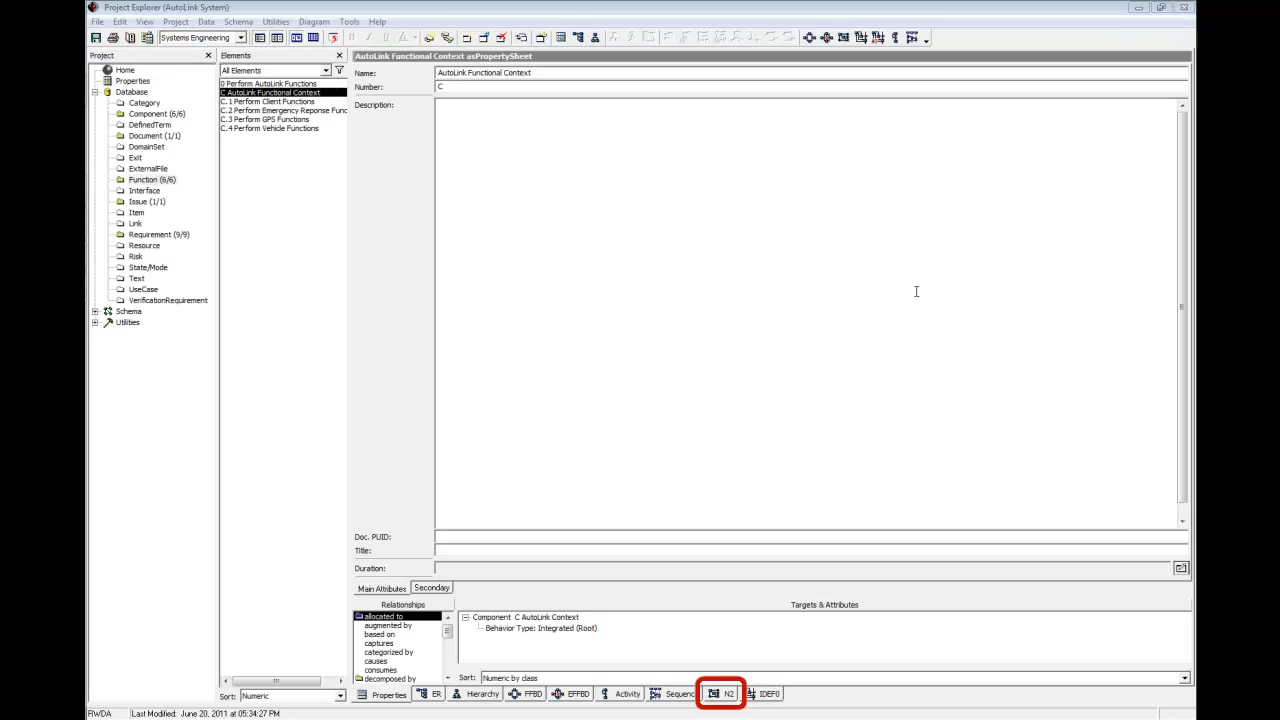 Project Explorer (AutoLink System)
File Edit View Project Data Schema Utilities Diagram Tools Help
Systems Engineering
Project
Elements
AutoLink Functional Context asPropertySheet
Home
Properties
Database
Category
Component (6/6)
DefinedTerm
Document (1/1)
DomainSet
Exit
ExternalFile
Function (6/6)
Interface
Issue (1/1)
Item
Link
Requirement (9/9)
Resource
Risk
State/Mode
Text
UseCase
VerificationRequirement
Schema
Utilities
All Elements
0 Perform AutoLink Functions
C AutoLink Functional Context
C.1 Perform Client Functions
C.2 Perform Emergency Reponse Func
C.3 Perform GPS Functions
C.4 Perform Vehicle Functions
Sort: Numeric
Name: AutoLink Functional Context
Number: C
Description:
Doc. PUID:
Title:
Duration:
Main Attributes Secondary
Relationships
Targets & Attributes
allocated to
augmented by
based on
captures
categorized by
causes
consumes
decomposed by
Component C AutoLink Context
Behavior Type: Integrated (Root)
Sort: Numeric by class
Properties ER Hierarchy FFBD EFFBD Activity Sequenc N2 IDEF0
RWDA Last Modified: June 20, 2011 at 05:34:27 PM